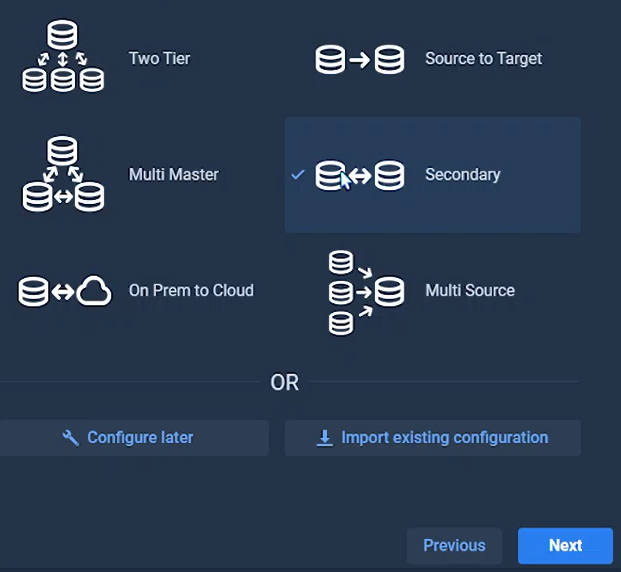 Two Tier
Source to Target
Multi Master
Secondary
On Prem to Cloud
Multi Source
OR
Configure later
Import existing configuration
Previous
Next